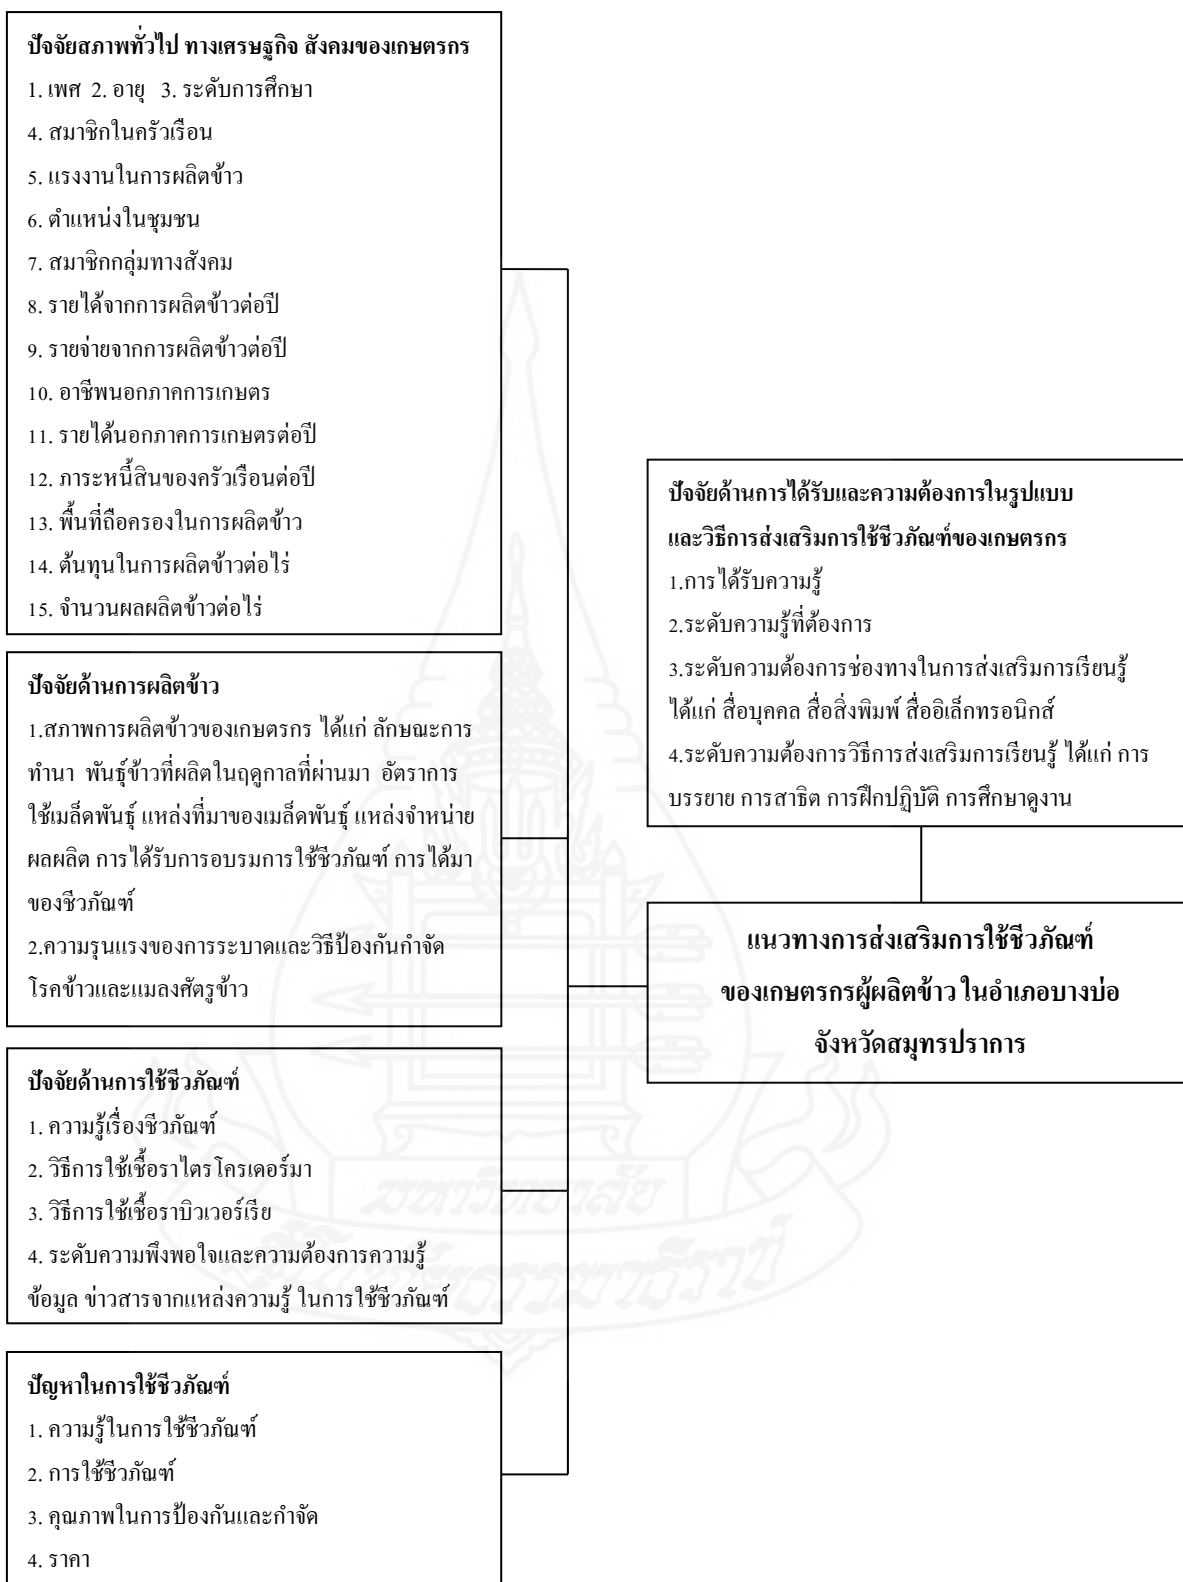 ปัจจัยสภาพทั่วไป ทางเศรษฐกิจ สังคมของเกษตรกร
1. เพศ 2. อายุ 3. ระดับการศึกษา
4. สมาชิกในครัวเรือน
5. แรงงานในการผลิตข้าว
6. ตำแหน่งในชุมชน
7. สมาชิกกลุ่มทางสังคม
8. รายได้จากการผลิตข้าวต่อปี
9. รายจ่ายจากการผลิตข้าวต่อปี
10. อาชีพนอกภาคการเกษตร
11. รายได้นอกภาคการเกษตรต่อปี
12. ภาระหนี้สินของครัวเรือนต่อปี
13. พื้นที่ถือครองในการผลิตข้าว
14. ต้นทุนในการผลิตข้าวต่อไร่
15. จำนวนผลผลิตข้าวต่อไร่
ปัจจัยด้านการผลิตข้าว
1.สภาพการผลิตข้าวของเกษตรกร ได้แก่ ลักษณะการ
ทำนา พันธุ์ข้าวที่ผลิตในฤดูกาลที่ผ่านมา อัตราการ
ใช้เมล็ดพันธุ์ แหล่งที่มาของเมล็ดพันธุ์ แหล่งจำหน่าย
ผลผลิต การได้รับการอบรมการใช้ชีวภัณฑ์ การได้มา
ของชีวภัณฑ์
2.ความรุนแรงของการระบาดและวิธีป้องกันกำจัด
โรคข้าวและแมลงศัตรูข้าว
ปัจจัยด้านการใช้ชีวภัณฑ์
1. ความรู้เรื่องชีวภัณฑ์
2. วิธีการใช้เชื้อราไตรโครเดอร์มา
3. วิธีการใช้เชื้อราบิวเวอร์เรีย
4. ระดับความพึงพอใจและความต้องการความรู้
ข้อมูล ข่าวสารจากแหล่งความรู้ ในการใช้ชีวภัณฑ์
ปัญหาในการใช้ชีวภัณฑ์
1. ความรู้ในการใช้ชีวภัณฑ์
2. การใช้ชีวภัณฑ์
3. คุณภาพในการป้องกันและกำจัด
4. ราคา
ปัจจัยด้านการได้รับและความต้องการในรูปแบบ
และวิธีการส่งเสริมการใช้ชีวภัณฑ์ของเกษตรกร
1.การได้รับความรู้
2.ระดับความรู้ที่ต้องการ
3.ระดับความต้องการช่องทางในการส่งเสริมการเรียนรู้
ได้แก่ สื่อบุคคล สื่อสิ่งพิมพ์ สื่ออิเล็กทรอนิกส์
4.ระดับความต้องการวิธีการส่งเสริมการเรียนรู้ ได้แก่ การ
บรรยาย การสาธิต การฝึกปฏิบัติ การศึกษาดูงาน
แนวทางการส่งเสริมการใช้ชีวภัณฑ์
ของเกษตรกรผู้ผลิตข้าว ในอำเภอบางบ่อ
จังหวัดสมุทรปราการ
มหาวิทยาลัย
สุโขทัยธรรมาธิราช